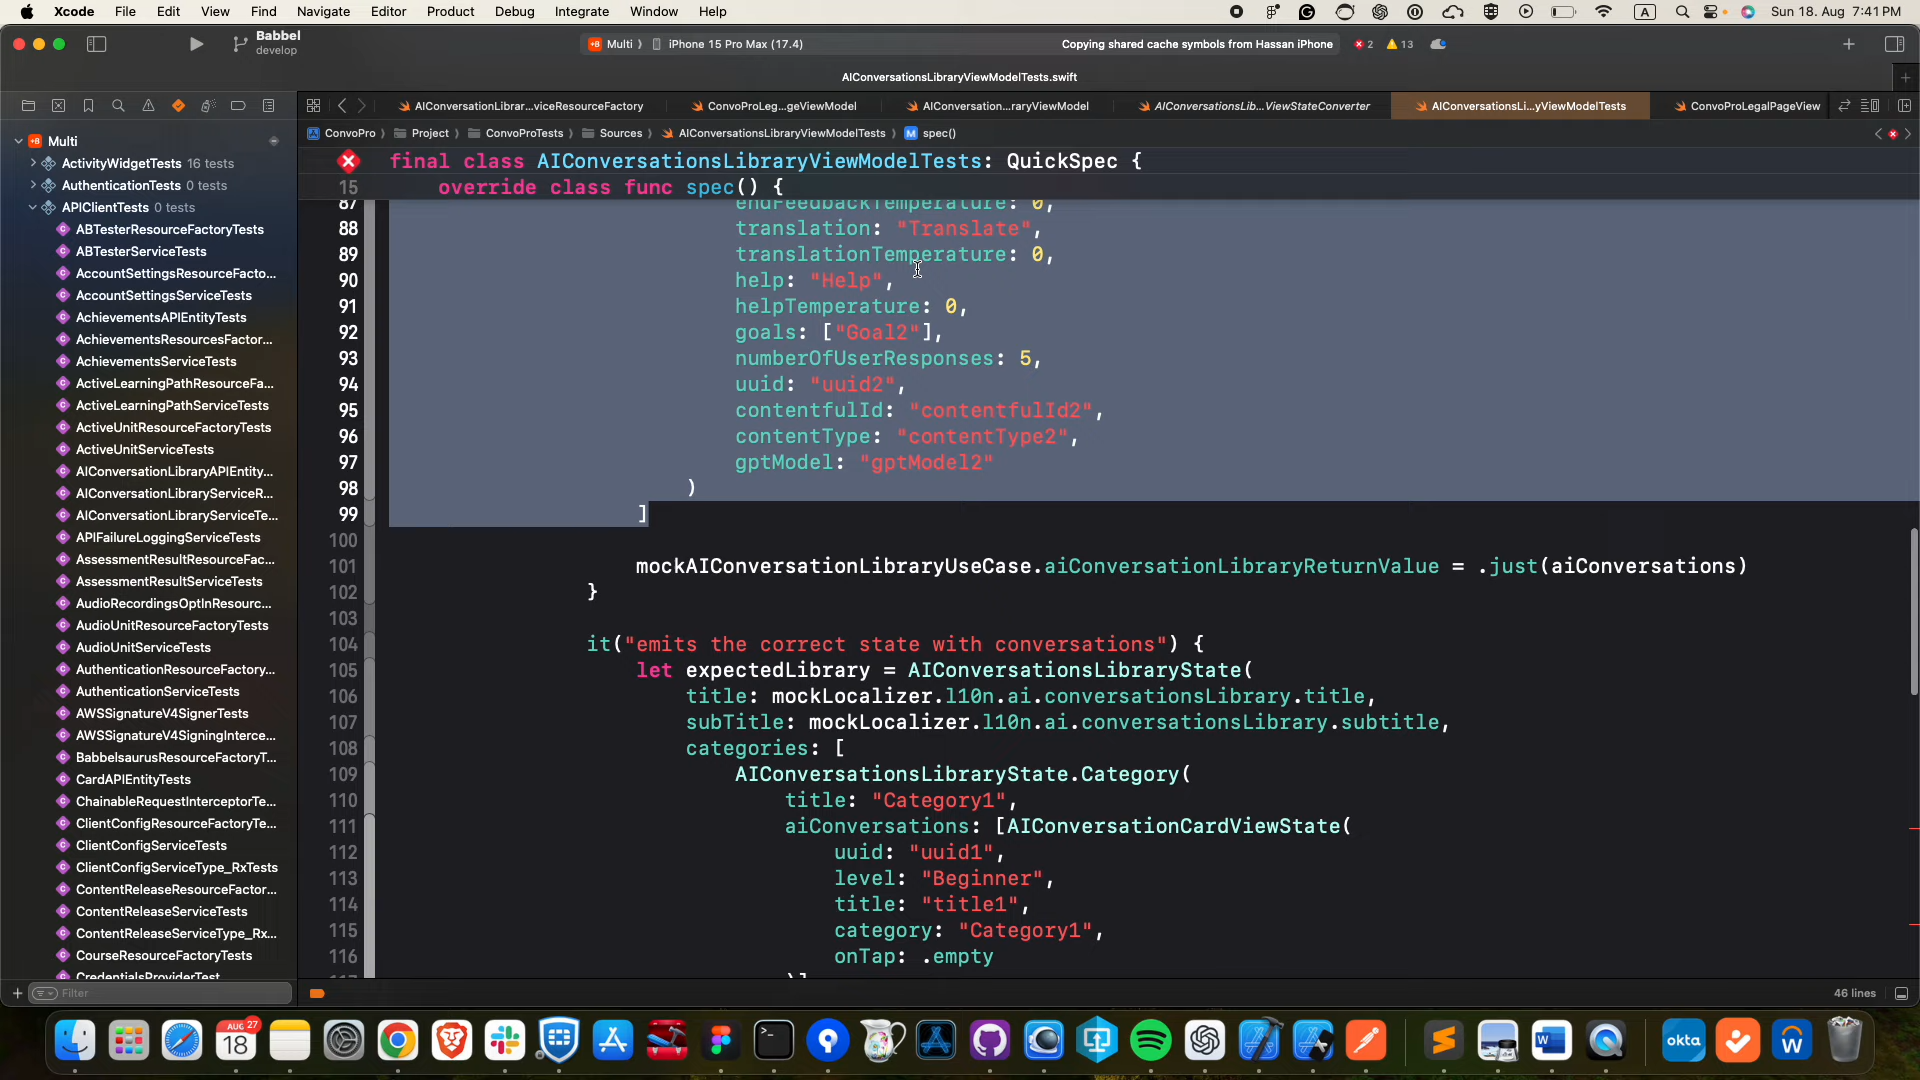 Xcode File Edit View Find Navigate Editor Product Debug Integrate Window Help A Sun 18. Aug 7:41 PM
Babbel
develop
Multi iPhone 15 Pro Max (17.4) Copying shared cache symbols from Hassan iPhone 2 13
AIConversationsLibraryViewModelTests.swift
AIConversationLibrar...viceResourceFactory ConvoProLeg...geViewModel AIConversation...raryViewModel AIConversationsLib...ViewStateConverter AIConversationsLi...yViewModelTests ConvoProLegalPageView
ConvoPro Project ConvoProTests Sources AIConversationsLibraryViewModelTests M spec()
Multi
ActivityWidgetTests 16 tests
AuthenticationTests 0 tests
APIClientTests 0 tests
ABTesterResourceFactoryTests
ABTesterServiceTests
AccountSettingsResourceFacto...
AccountSettingsServiceTests
AchievementsAPIEntityTests
AchievementsResourcesFactor...
AchievementsServiceTests
ActiveLearningPathResourceFa...
ActiveLearningPathServiceTests
ActiveUnitResourceFactoryTests
ActiveUnitServiceTests
AIConversationLibraryAPIEntity...
AIConversationLibraryServiceR...
AIConversationLibraryServiceTe...
APIFailureLoggingServiceTests
AssessmentResultResourceFac...
AssessmentResultServiceTests
AudioRecordingsOptInResourc...
AudioUnitResourceFactoryTests
AudioUnitServiceTests
AuthenticationResourceFactory...
AuthenticationServiceTests
AWSSignatureV4SignerTests
AWSSignatureV4SigningInterce...
BabbelsaurusResourceFactoryT...
CardAPIEntityTests
ChainableRequestInterceptorTe...
ClientConfigResourceFactoryTe...
ClientConfigServiceTests
ClientConfigServiceType_RxTests
ContentReleaseResourceFactor...
ContentReleaseServiceTests
ContentReleaseServiceType_Rx...
CourseResourceFactoryTests
CredentialsProviderTest
Filter
final class AIConversationsLibraryViewModelTests: QuickSpec {
15 override class func spec() {
87 endFeedbackTemperature: 0,
88 translation: "Translate",
89 translationTemperature: 0,
90 help: "Help",
91 helpTemperature: 0,
92 goals: ["Goal2"],
93 numberOfUserResponses: 5,
94 uuid: "uuid2",
95 contentfulId: "contentfulId2",
96 contentType: "contentType2",
97 gptModel: "gptModel2"
98 )
99 ]
100
101 mockAIConversationLibraryUseCase.aiConversationLibraryReturnValue = .just(aiConversations)
102 }
103
104 it("emits the correct state with conversations") {
105 let expectedLibrary = AIConversationsLibraryState(
106 title: mockLocalizer.l10n.ai.conversationsLibrary.title,
107 subTitle: mockLocalizer.l10n.ai.conversationsLibrary.subtitle,
108 categories: [
109 AIConversationsLibraryState.Category(
110 title: "Category1",
111 aiConversations: [AIConversationCardViewState(
112 uuid: "uuid1",
113 level: "Beginner",
114 title: "title1",
115 category: "Category1",
116 onTap: .empty
117 )]
46 lines
AUG 27
18
okta